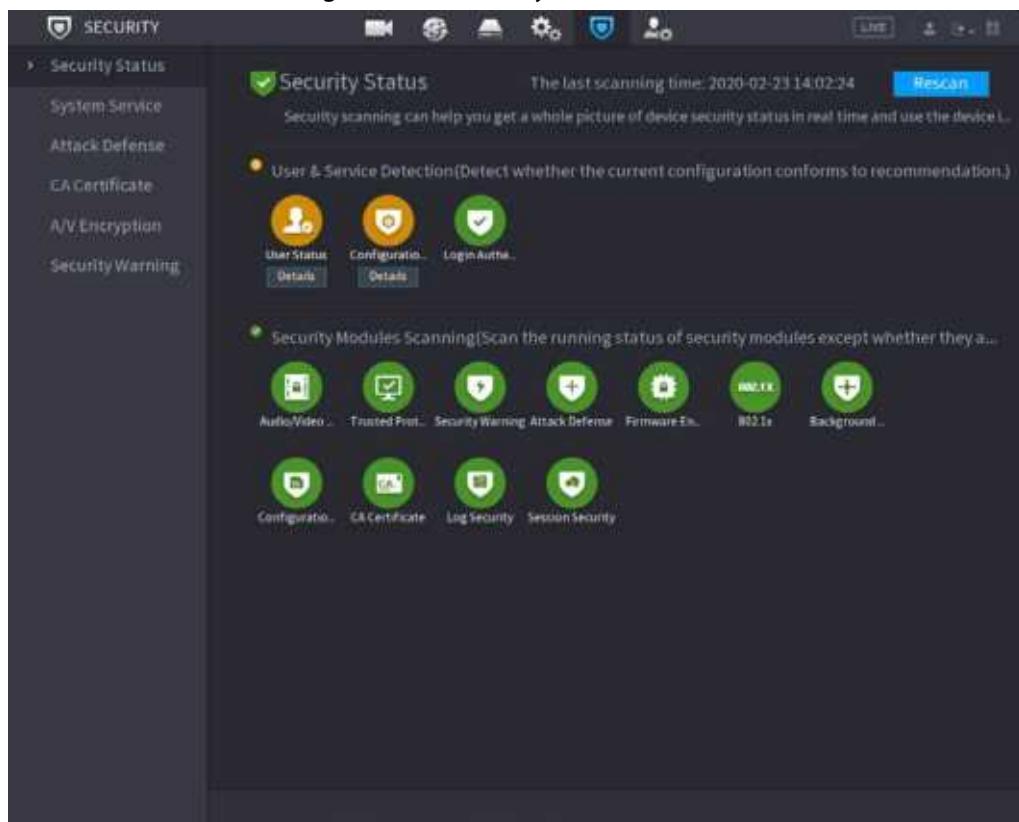 SECURITY
LIVE
Security Status
System Service
Attack Defense
CA Certificate
A/V Encryption
Security Warning
Security Status
The last scanning time: 2020-02-23 14:02:24
Rescan
Security scanning can help you get a whole picture of device security status in real time and use the device i...
User & Service Detection(Detect whether the current configuration conforms to recommendation.)
User Status Configuratio... Login Authe...
Details Details
Security Modules Scanning(Scan the running status of security modules except whether they a...
802.1X
Audio/Video ... Trusted Prot... Security Warning Attack Defense Firmware En... 802.1x Background ...
CA
Configuratio... CA Certificate Log Security Session Security